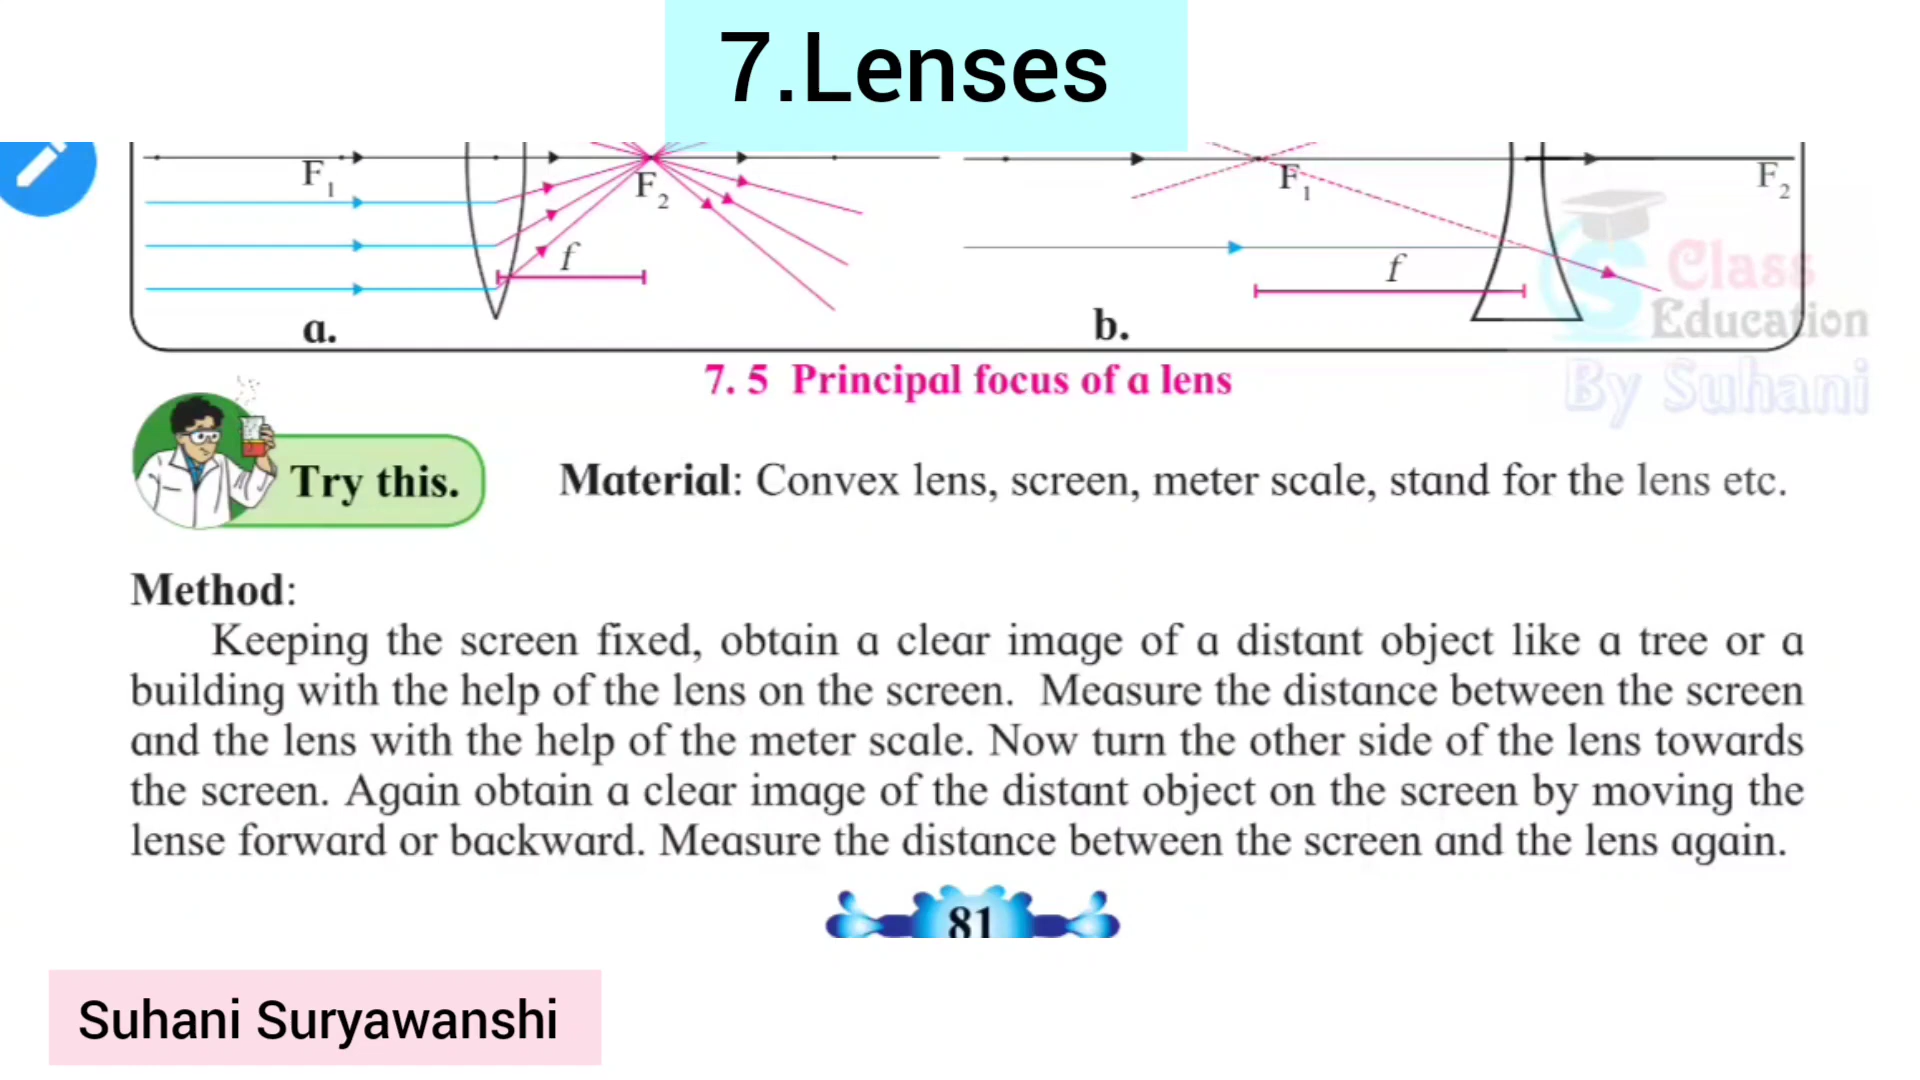 7.Lenses
F1
F2
f
a.
F1
F2
f
b.
Class
Education
By Suhani
7. 5 Principal focus of a lens
Try this.
Material: Convex lens, screen, meter scale, stand for the lens etc.
Method:
Keeping the screen fixed, obtain a clear image of a distant object like a tree or a
building with the help of the lens on the screen. Measure the distance between the screen
and the lens with the help of the meter scale. Now turn the other side of the lens towards
the screen. Again obtain a clear image of the distant object on the screen by moving the
lense forward or backward. Measure the distance between the screen and the lens again.
81
Suhani Suryawanshi